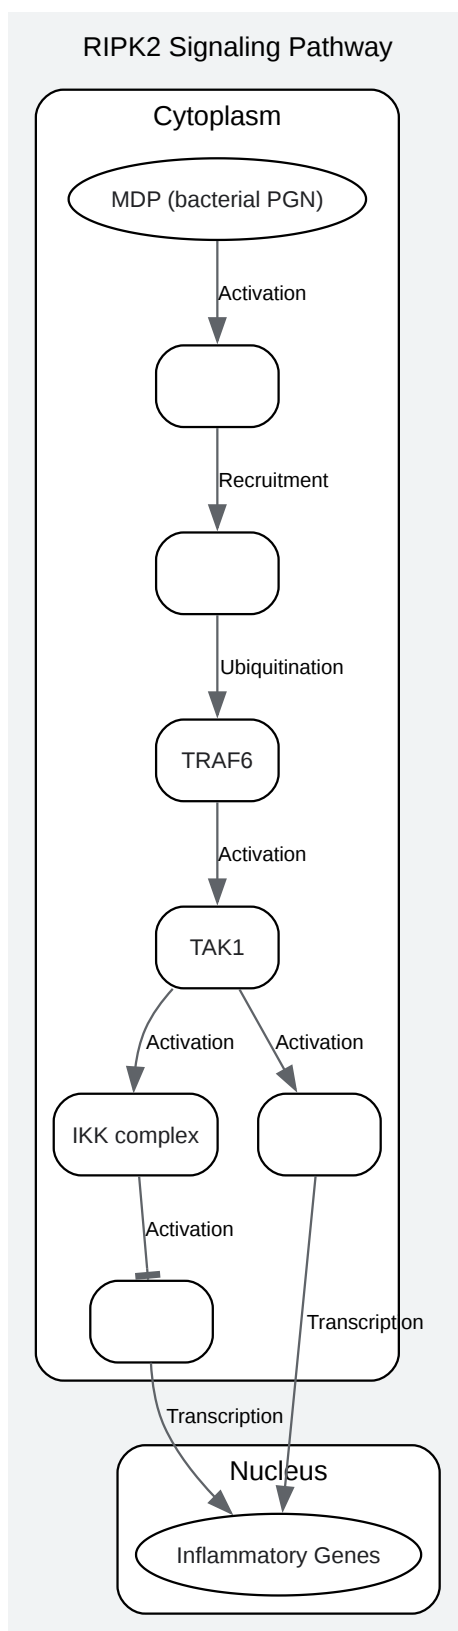 RIPK2 Signaling Pathway
Cytoplasm
MDP (bacterial PGN)
Activation
Recruitment
Ubiquitination
TRAF6
Activation
TAK1
Activation
Activation
IKK complex
Activation
Transcription
Transcription
Nucleus
Inflammatory Genes